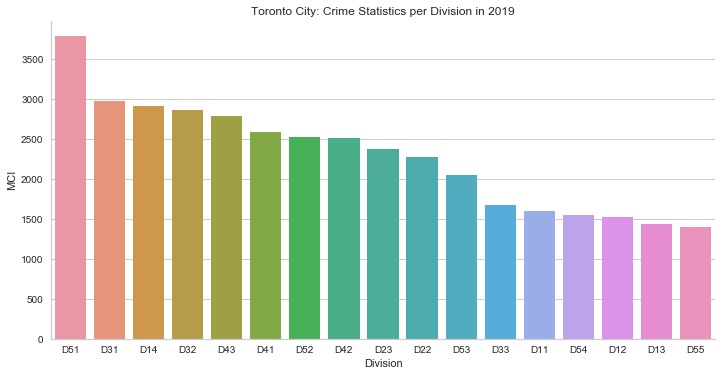 Toronto City: Crime Statistics per Division in 2019
MCI
3500
3000
2500
2000
1500
1000
500
0
D51 D31 D14 D32 D43 D41 D52 D42 D23 D22 D53 D33 D11 D54 D12 D13 D55
Division